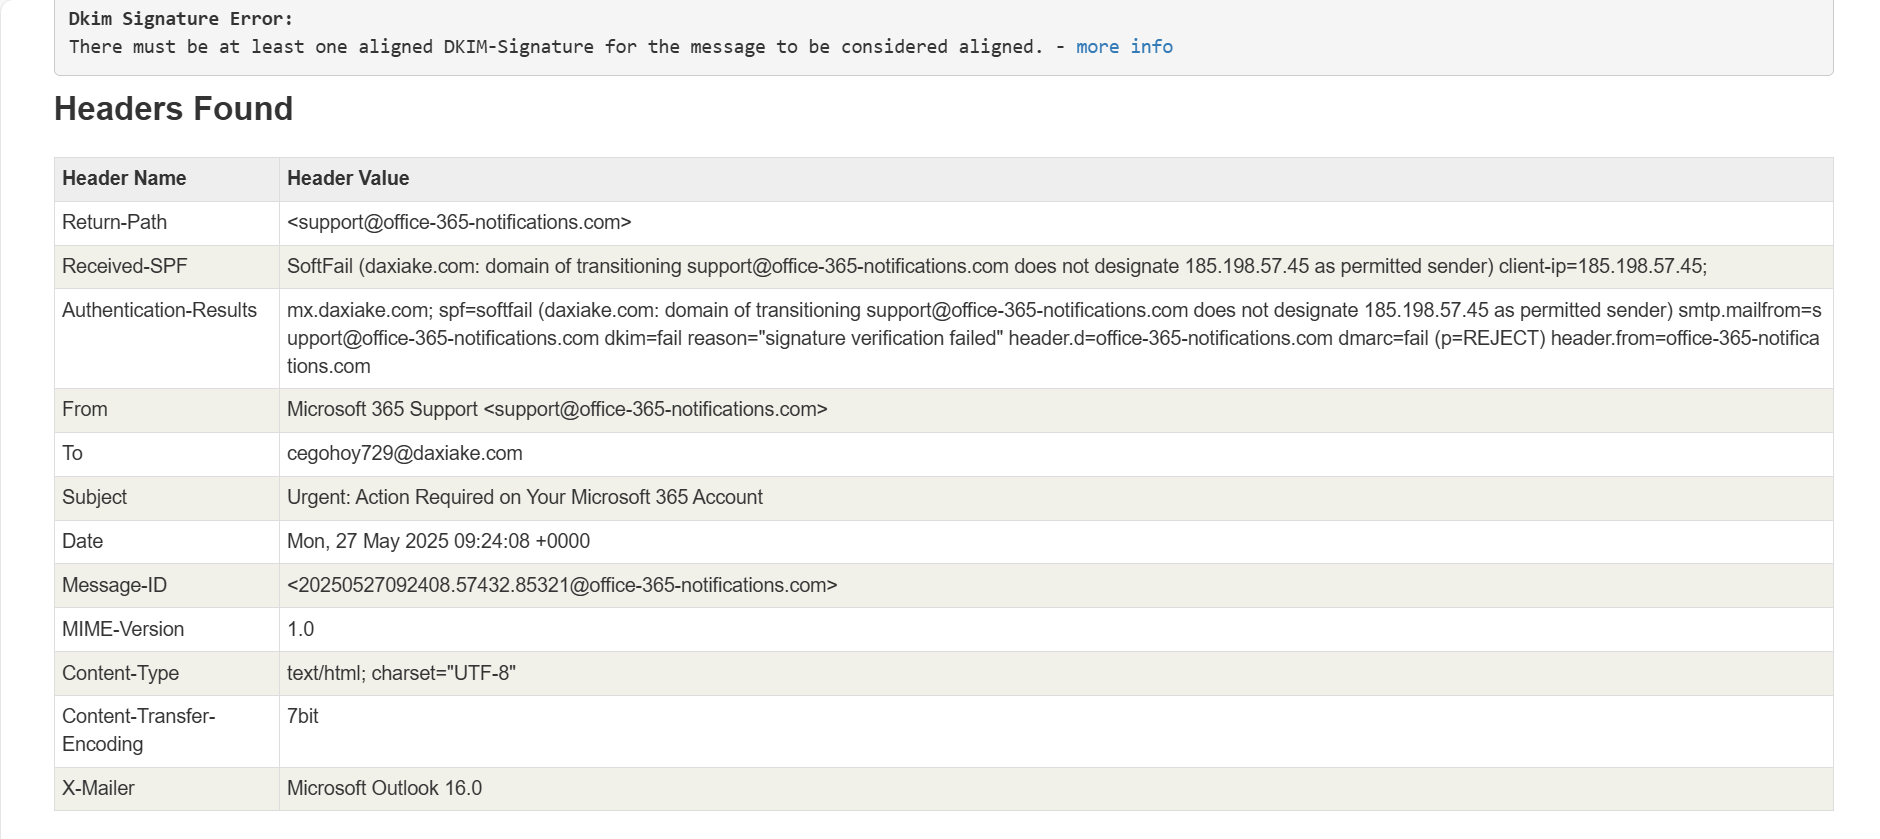 Dkim Signature Error:
There must be at least one aligned DKIM-Signature for the message to be considered aligned. - more info
Headers Found
Header Name Header Value
Return-Path <support@office-365-notifications.com>
Received-SPF SoftFail (daxiake.com: domain of transitioning support@office-365-notifications.com does not designate 185.198.57.45 as permitted sender) client-ip=185.198.57.45;
Authentication-Results mx.daxiake.com; spf=softfail (daxiake.com: domain of transitioning support@office-365-notifications.com does not designate 185.198.57.45 as permitted sender) smtp.mailfrom=s
upport@office-365-notifications.com dkim=fail reason="signature verification failed" header.d=office-365-notifications.com dmarc=fail (p=REJECT) header.from=office-365-notifica
tions.com
From Microsoft 365 Support <support@office-365-notifications.com>
To cegohoy729@daxiake.com
Subject Urgent: Action Required on Your Microsoft 365 Account
Date Mon, 27 May 2025 09:24:08 +0000
Message-ID <20250527092408.57432.85321@office-365-notifications.com>
MIME-Version 1.0
Content-Type text/html; charset="UTF-8"
Content-Transfer- 7bit
Encoding
X-Mailer Microsoft Outlook 16.0